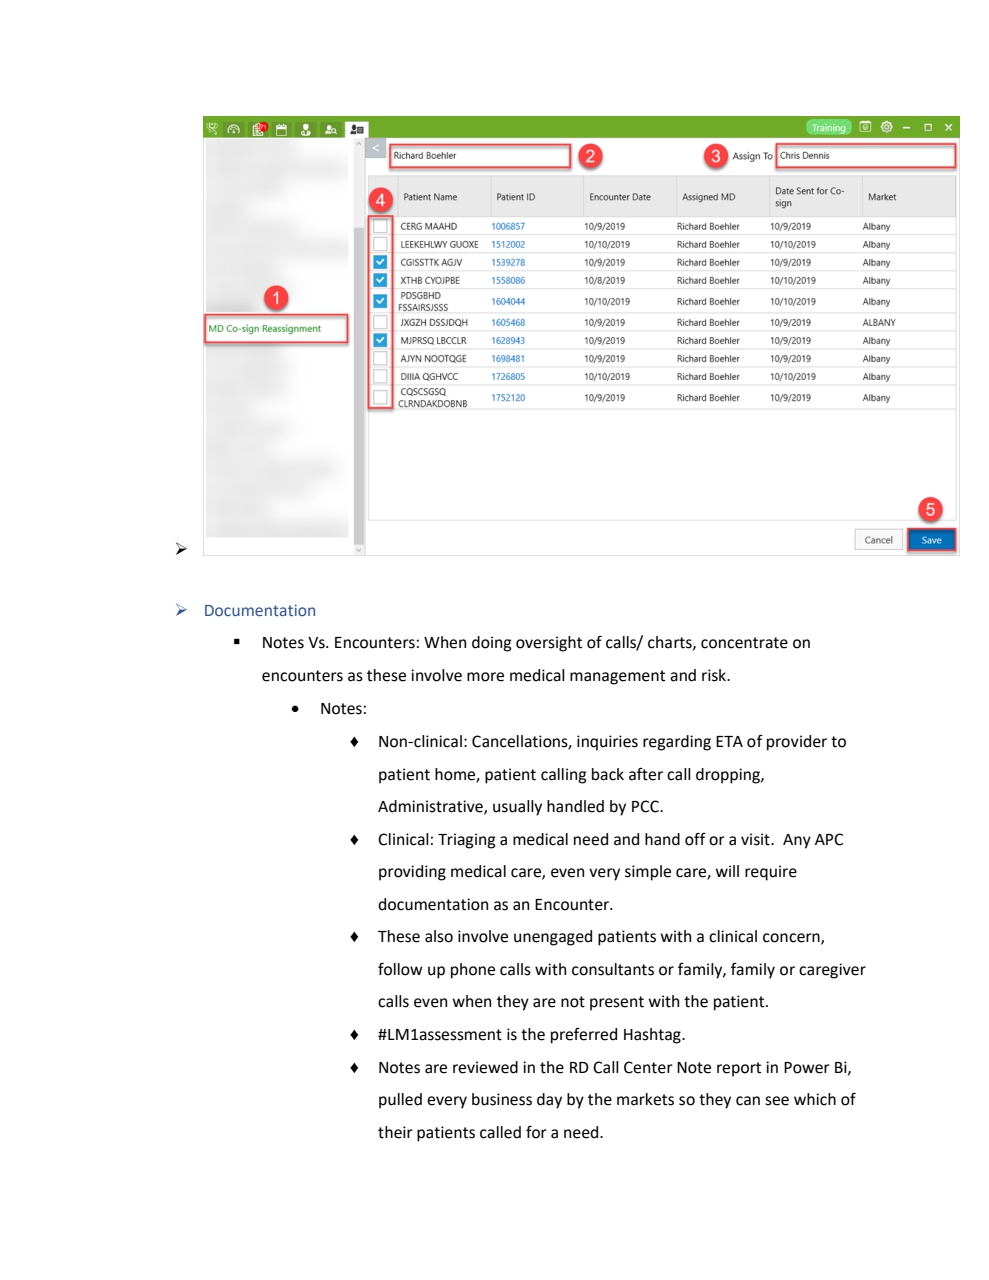 Training
Richard Boehler
2
3
Assign To
Chris Dennis
4
Patient Name Patient ID Encounter Date Assigned MD Date Sent for Co-
sign Market
CERG MAAHD 1006857 10/9/2019 Richard Boehler 10/9/2019 Albany
LEEKEHLWY GUOXE 1512002 10/10/2019 Richard Boehler 10/10/2019 Albany
CGISSTTK AGJV 1539278 10/9/2019 Richard Boehler 10/9/2019 Albany
XTHB CYOJPBE 1558086 10/8/2019 Richard Boehler 10/10/2019 Albany
PDSGBHD
FSSAIRSJSSS 1604044 10/10/2019 Richard Boehler 10/10/2019 Albany
1
MD Co-sign Reassignment
JXGZH DSSJDQH 1605468 10/9/2019 Richard Boehler 10/9/2019 ALBANY
MJPRSQ LBCCLR 1628943 10/9/2019 Richard Boehler 10/9/2019 Albany
AJYN NOOTQGE 1698481 10/9/2019 Richard Boehler 10/9/2019 Albany
DIIIA QGHVCC 1726805 10/10/2019 Richard Boehler 10/10/2019 Albany
CQSCSGSQ
CLRNDAKDOBNB 1752120 10/9/2019 Richard Boehler 10/9/2019 Albany
5
Cancel Save
Documentation
Notes Vs. Encounters: When doing oversight of calls/ charts, concentrate on
encounters as these involve more medical management and risk.
Notes:
Non-clinical: Cancellations, inquiries regarding ETA of provider to
patient home, patient calling back after call dropping,
Administrative, usually handled by PCC.
Clinical: Triaging a medical need and hand off or a visit.  Any APC
providing medical care, even very simple care, will require
documentation as an Encounter.
These also involve unengaged patients with a clinical concern,
follow up phone calls with consultants or family, family or caregiver
calls even when they are not present with the patient.
#LM1assessment is the preferred Hashtag.
Notes are reviewed in the RD Call Center Note report in Power Bi,
pulled every business day by the markets so they can see which of
their patients called for a need.